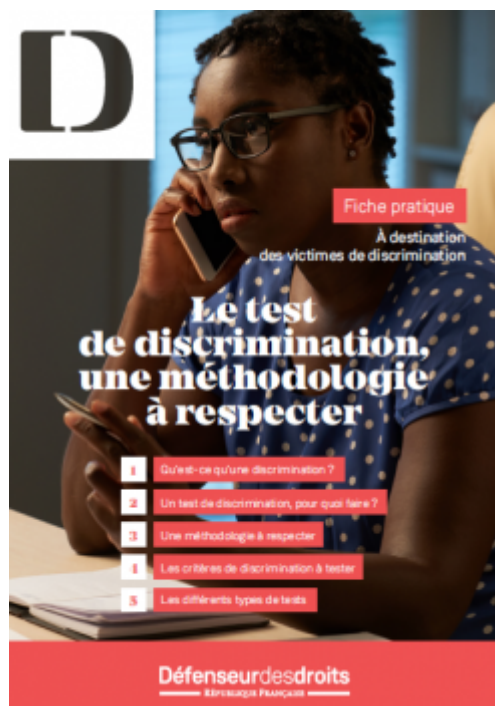 D
Fiche pratique
À destination
des victimes de discrimination
Le test
de discrimination,
une méthodologie
à respecter
1 Qu'est-ce qu'une discrimination ?
2 Un test de discrimination, pour quoi faire ?
3 Une méthodologie à respecter
4 Les critères de discrimination à tester
5 Les différents types de tests
Défenseurdesdroits
RÉPUBLIQUE FRANÇAISE